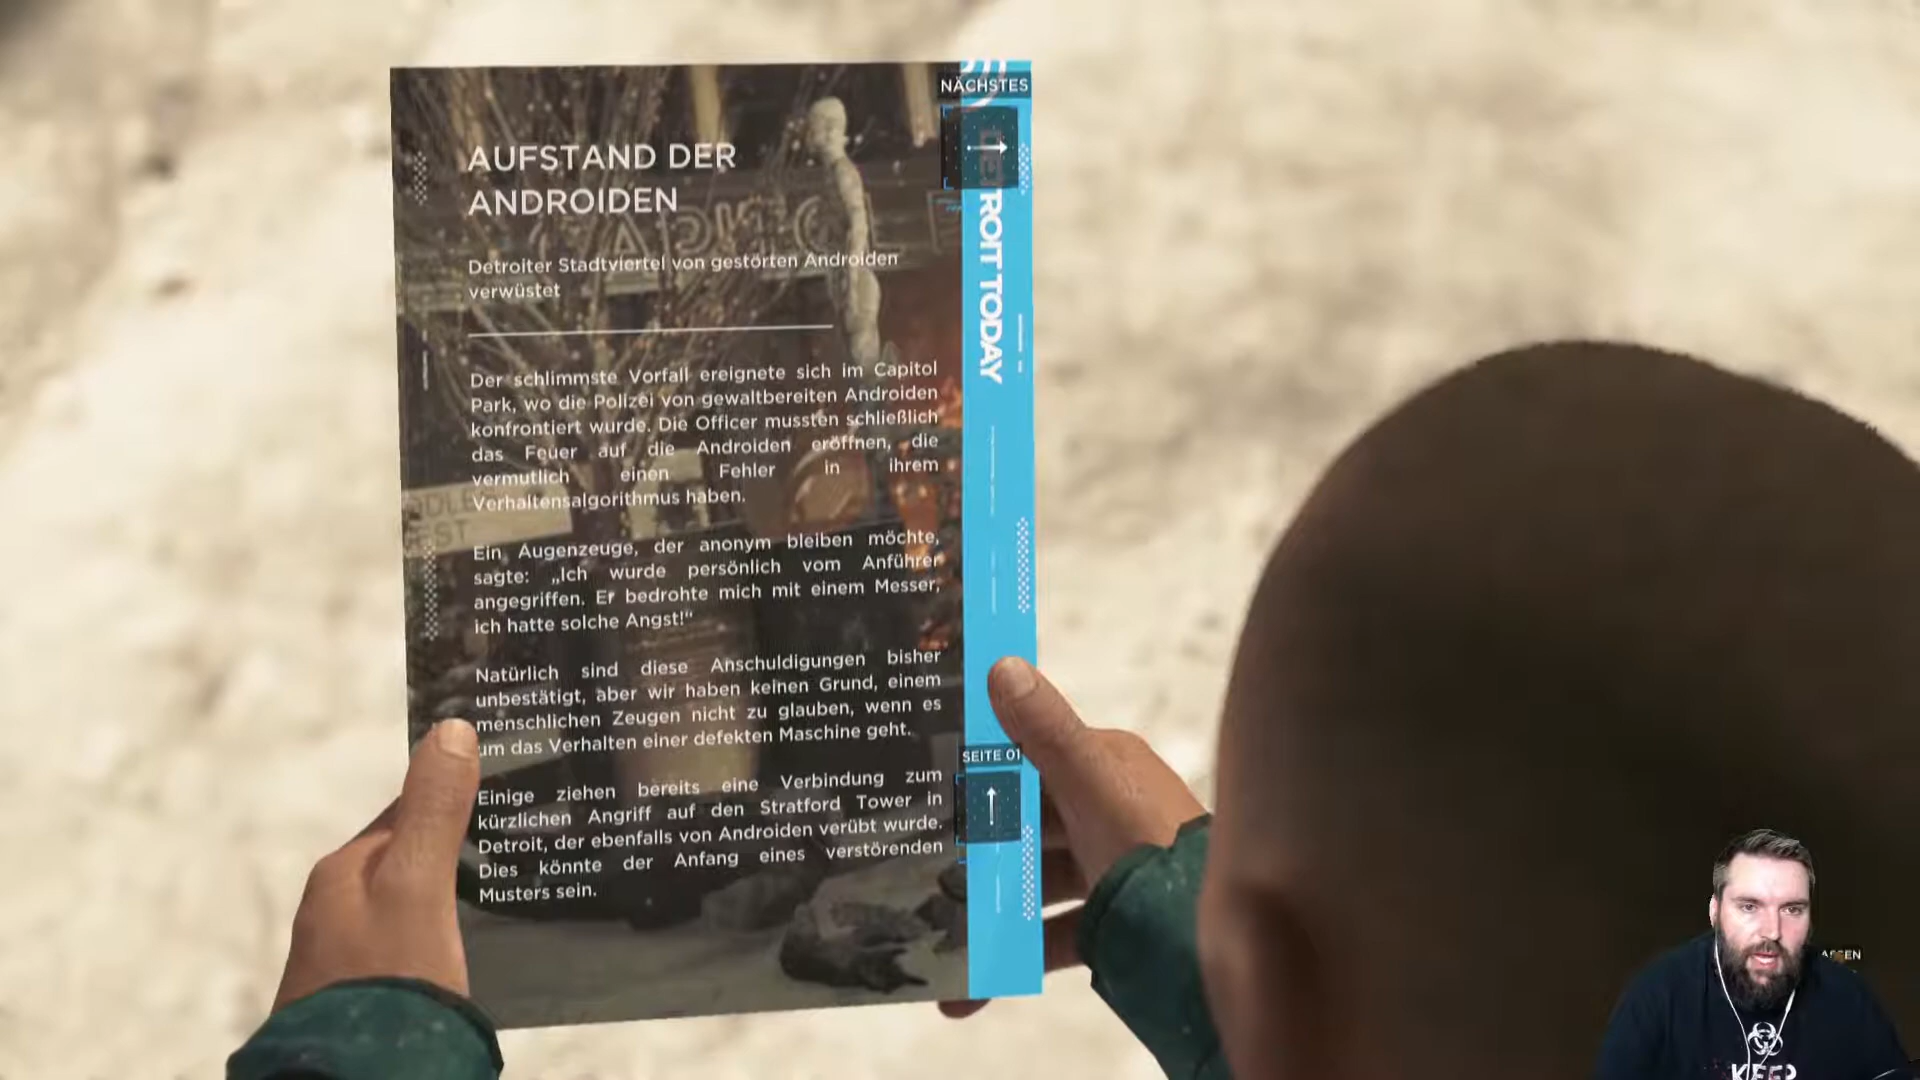 NÄCHSTES
AUFSTAND DER
ANDROIDEN
Detroiter Stadtviertel von gestörten Androiden
verwüstet
Der schlimmste Vorfall ereignete sich im Capitol
Park, wo die Polizei von gewaltbereiten Androiden
konfrontiert wurde. Die Officer mussten schließlich
das Feuer auf die Androiden eröffnen, die
vermutlich einen Fehler in ihrem
Verhaltensalgorithmus haben.
Ein Augenzeuge, der anonym bleiben möchte,
sagte: „Ich wurde persönlich vom Anführer
angegriffen. Er bedrohte mich mit einem Messer,
ich hatte solche Angst!“
Natürlich sind diese Anschuldigungen bisher
unbestätigt, aber wir haben keinen Grund, einem
menschlichen Zeugen nicht zu glauben, wenn es
um das Verhalten einer defekten Maschine geht.
Einige ziehen bereits eine Verbindung zum
kürzlichen Angriff auf den Stratford Tower in
Detroit, der ebenfalls von Androiden verübt wurde.
Dies könnte der Anfang eines verstörenden
Musters sein.
DETROIT TODAY
SEITE 01
KEEP